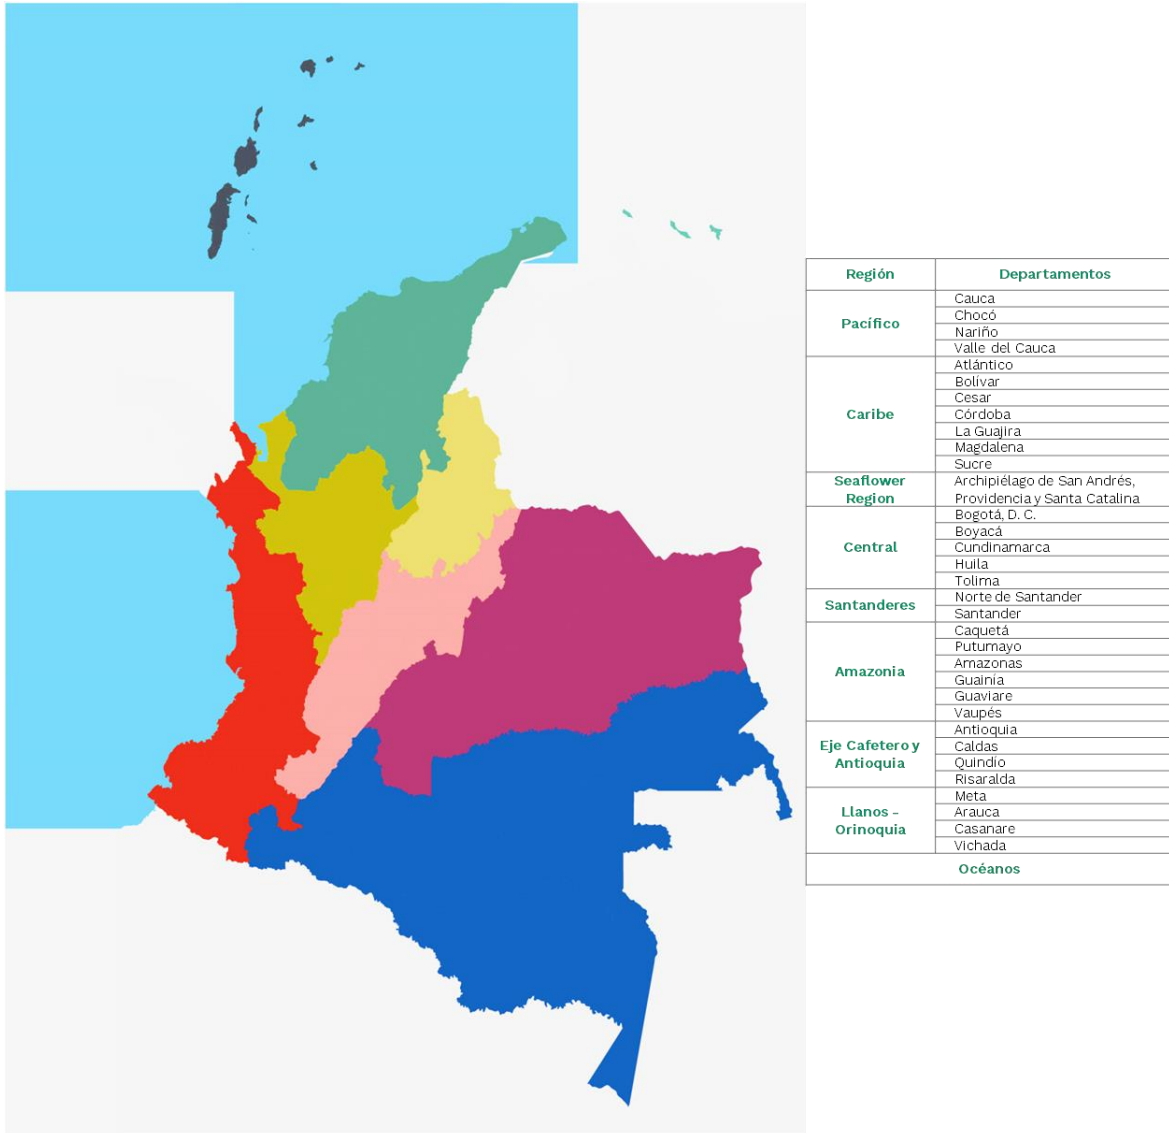 Región
Departamentos
Pacífico
Cauca
Chocó
Nariño
Valle del Cauca
Caribe
Atlántico
Bolívar
Cesar
Córdoba
La Guajira
Magdalena
Sucre
Seaflower
Region
Archipiélago de San Andrés,
Providencia y Santa Catalina
Central
Bogotá, D. C.
Boyacá
Cundinamarca
Huila
Tolima
Santanderes
Norte de Santander
Santander
Amazonia
Caquetá
Putumayo
Amazonas
Guainía
Guaviare
Vaupés
Eje Cafetero y
Antioquia
Antioquia
Caldas
Quindío
Risaralda
Llanos -
Orinoquia
Meta
Arauca
Casanare
Vichada
Océanos